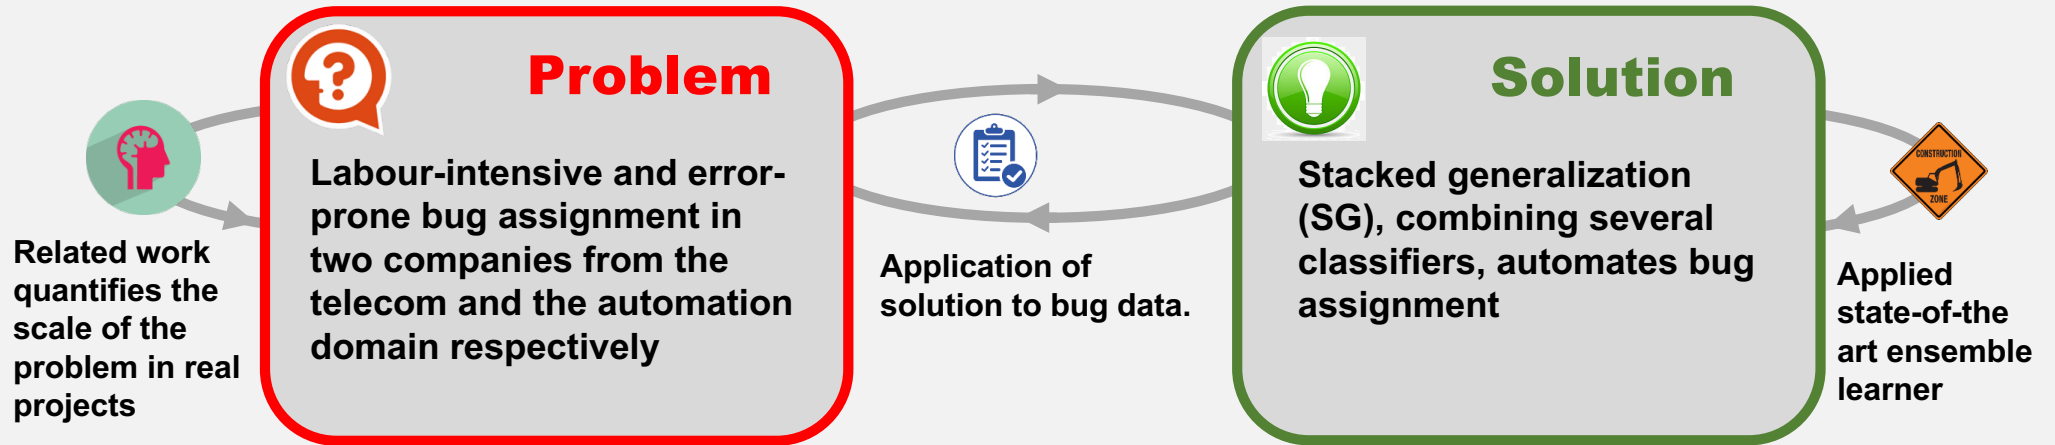 Problem
Labour-intensive and error-
prone bug assignment in
two companies from the
telecom and the automation
domain respectively
Related work
quantifies the
scale of the
problem in real
projects
Application of
solution to bug data.
Solution
Stacked generalization
(SG), combining several
classifiers, automates bug
assignment
CONSTRUCTION
ZONE
Applied
state-of-the
art ensemble
learner